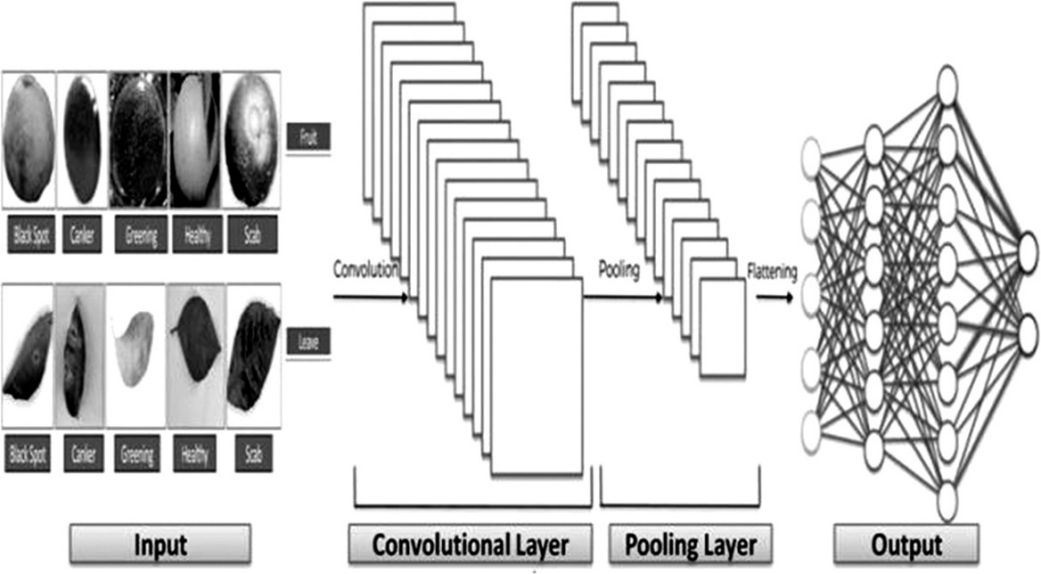 Fruit
Black Spot Canker Greening Healthy Scab
Convolution
Pooling
Flattening
Leave
Black Spot Canker Greening Healthy Scab
Input
Convolutional Layer
Pooling Layer
Output